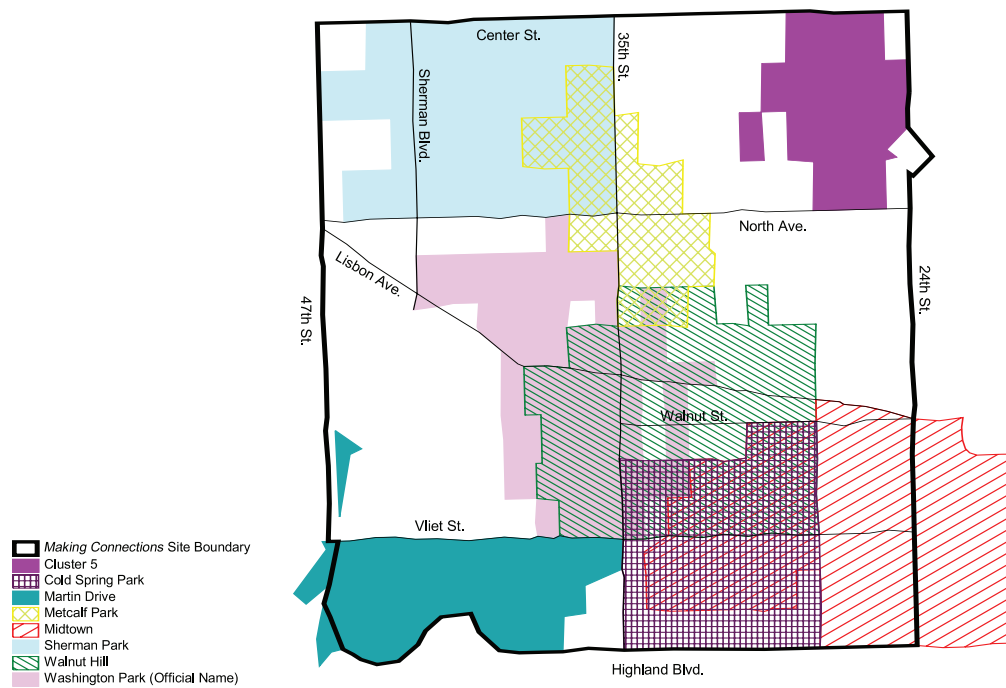 Center St.
35th St.
Sherman Blvd.
North Ave.
Lisbon Ave.
47th St.
24th St.
Walnut St.
Vliet St.
Highland Blvd.
Making Connections Site Boundary
Cluster 5
Cold Spring Park
Martin Drive
Metcalf Park
Midtown
Sherman Park
Walnut Hill
Washington Park (Official Name)